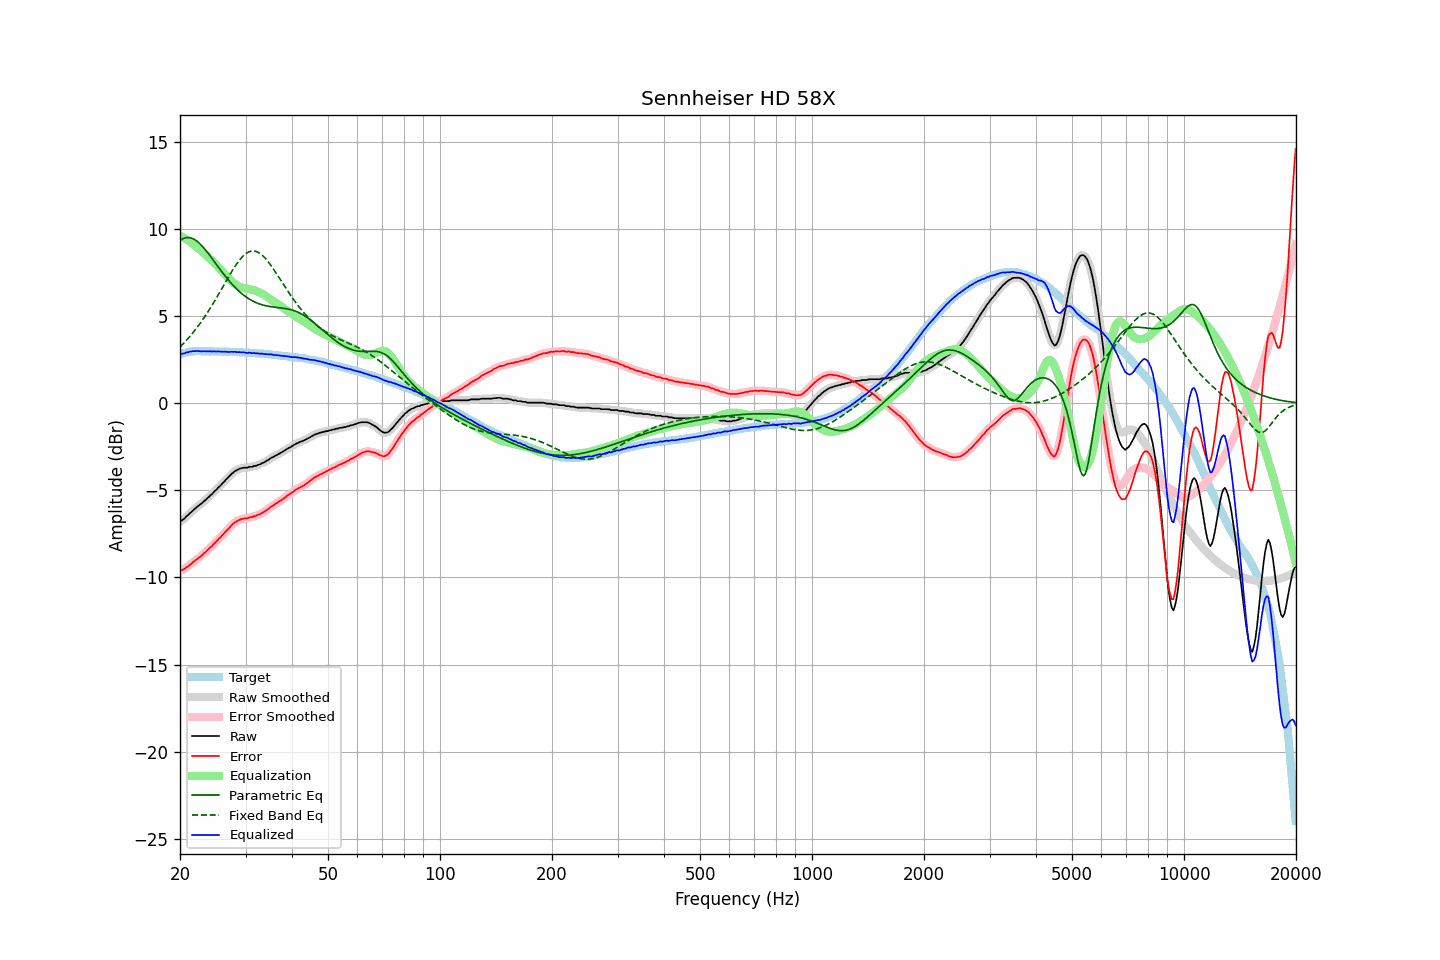 Sennheiser HD 58X
Amplitude (dBr)
15
10
5
0
−5
−10
−15
−20
−25
Target
Raw Smoothed
Error Smoothed
Raw
Error
Equalization
Parametric Eq
Fixed Band Eq
Equalized
20 50 100 200 500 1000 2000 5000 10000 20000
Frequency (Hz)